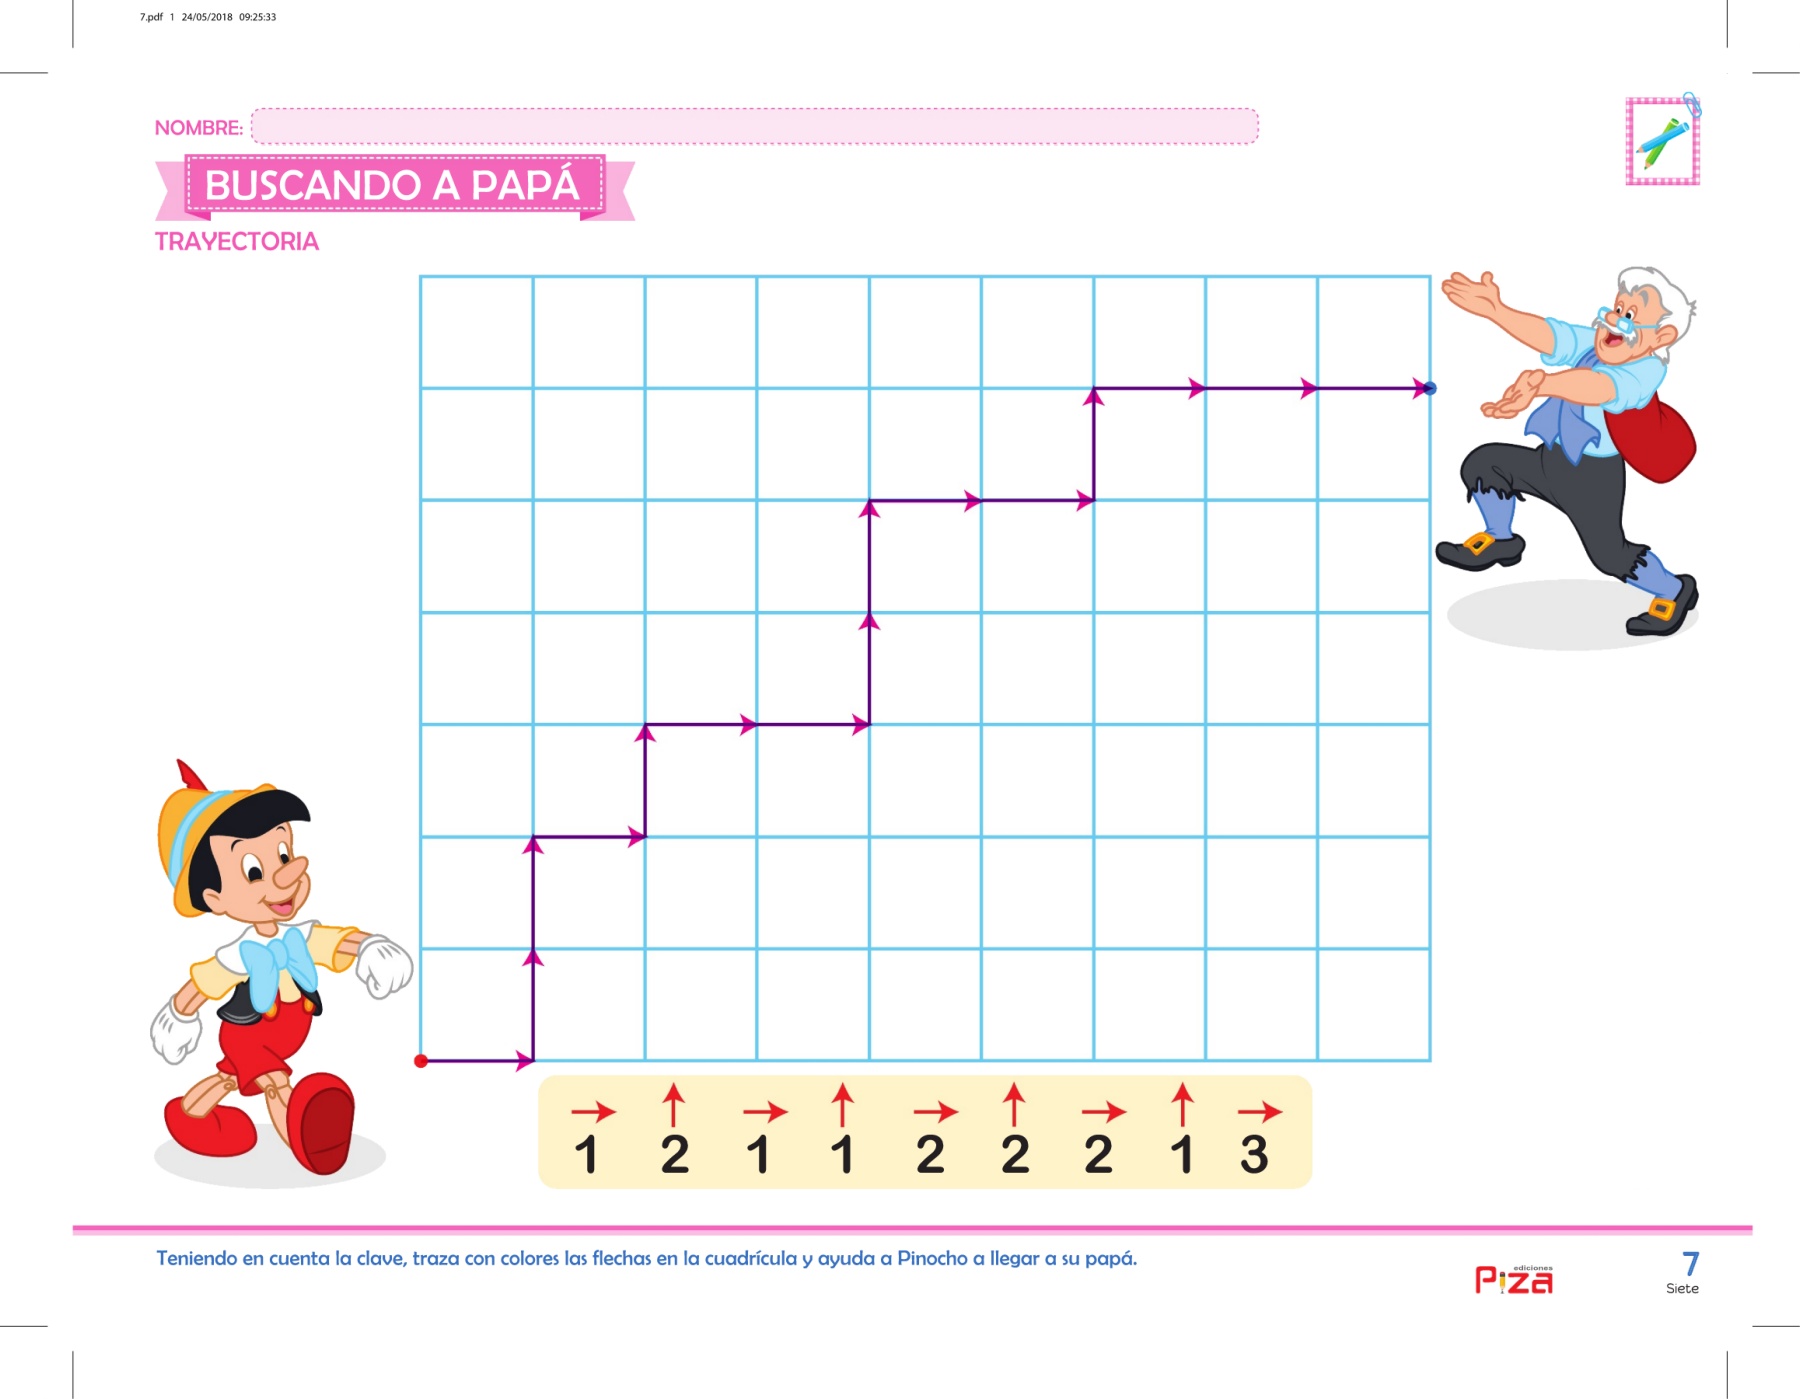 7.pdf 1 24/05/2018 09:25:33
NOMBRE:
BUSCANDO A PAPÁ
TRAYECTORIA
1 2 1 1 2 2 2 1 3
Teniendo en cuenta la clave, traza con colores las flechas en la cuadrícula y ayuda a Pinocho a llegar a su papá.
ediciones
Piza
7
Siete